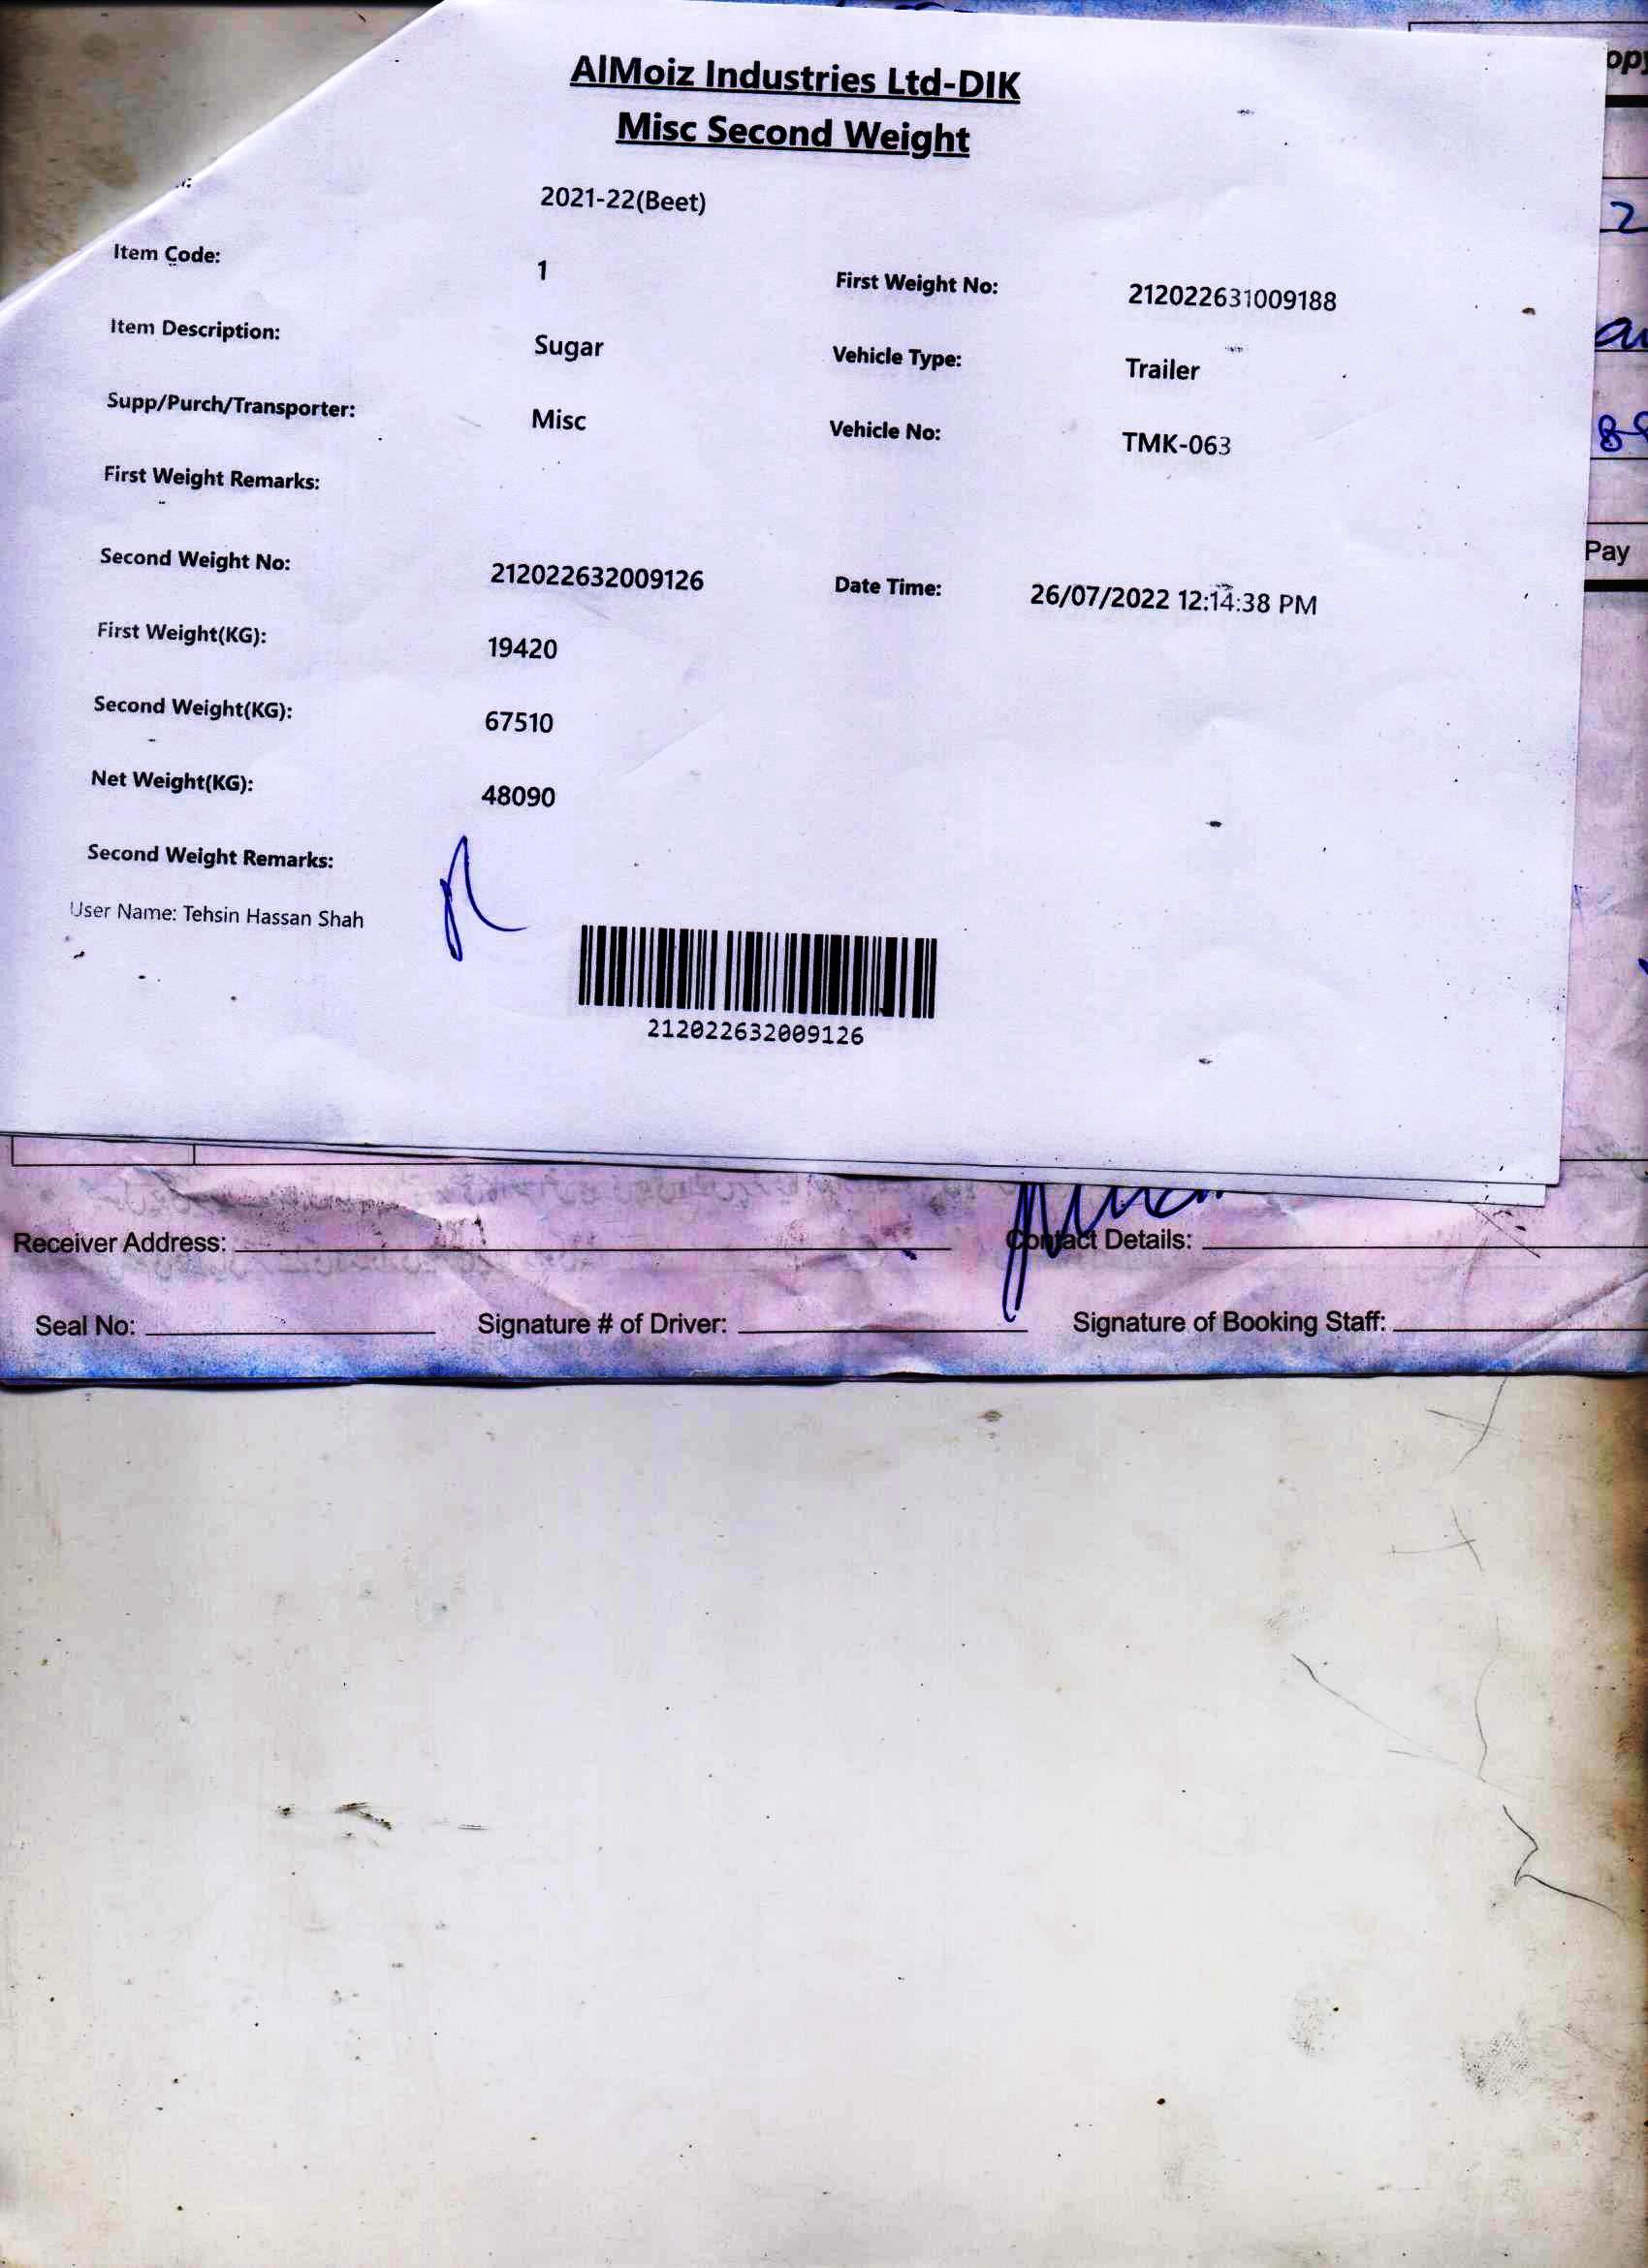 AlMoiz Industries Ltd-DIK
Misc Second Weight
2021-22(Beet)
Item Code: 1 First Weight No: 212022631009188
Item Description: Sugar Vehicle Type: Trailer
Supp/Purch/Transporter: Misc Vehicle No: TMK-063
First Weight Remarks:
Second Weight No: 212022632009126 Date Time: 26/07/2022 12:14:38 PM
First Weight(KG): 19420
Second Weight(KG): 67510
Net Weight(KG): 48090
Second Weight Remarks:
User Name: Tehsin Hassan Shah
212022632009126
Pay
Receiver Address: Contact Details:
Seal No: Signature # of Driver: Signature of Booking Staff: